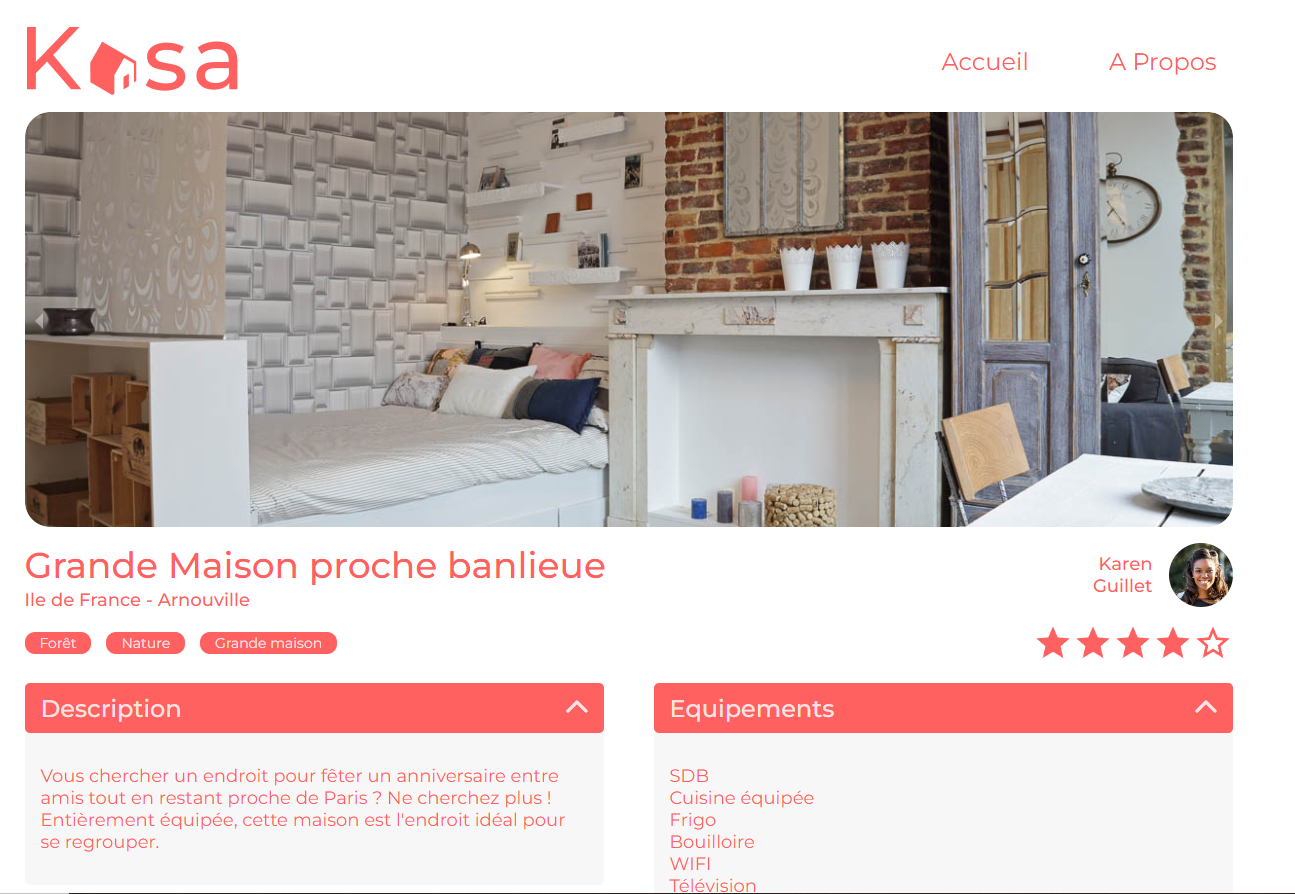 Kasa
Accueil
A Propos
Grande Maison proche banlieue
Ile de France - Arnouville
Karen
Guillet
Forêt
Nature
Grande maison
Description
Vous chercher un endroit pour fêter un anniversaire entre
amis tout en restant proche de Paris ? Ne cherchez plus !
Entièrement équipée, cette maison est l'endroit idéal pour
se regrouper.
Equipements
SDB
Cuisine équipée
Frigo
Bouilloire
WIFI
Télévision